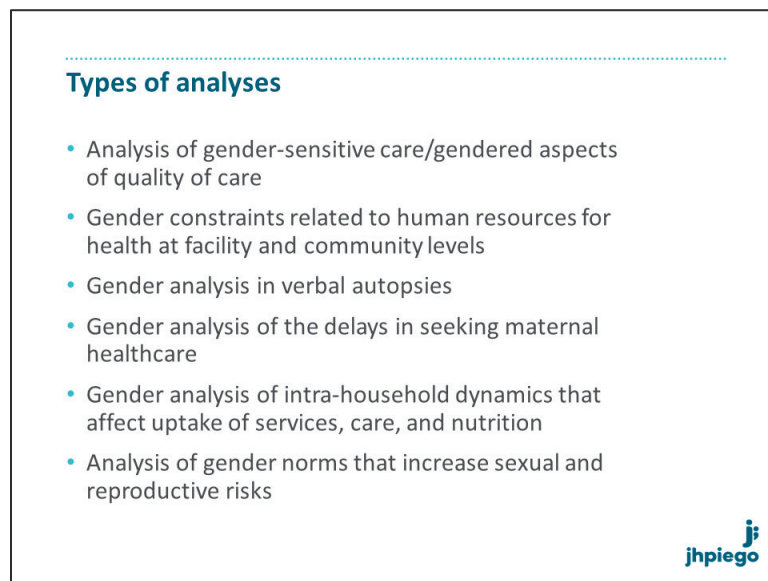 Types of analyses
• Analysis of gender-sensitive care/gendered aspects
of quality of care
• Gender constraints related to human resources for
health at facility and community levels
• Gender analysis in verbal autopsies
• Gender analysis of the delays in seeking maternal
healthcare
• Gender analysis of intra-household dynamics that
affect uptake of services, care, and nutrition
• Analysis of gender norms that increase sexual and
reproductive risks
jhpiego